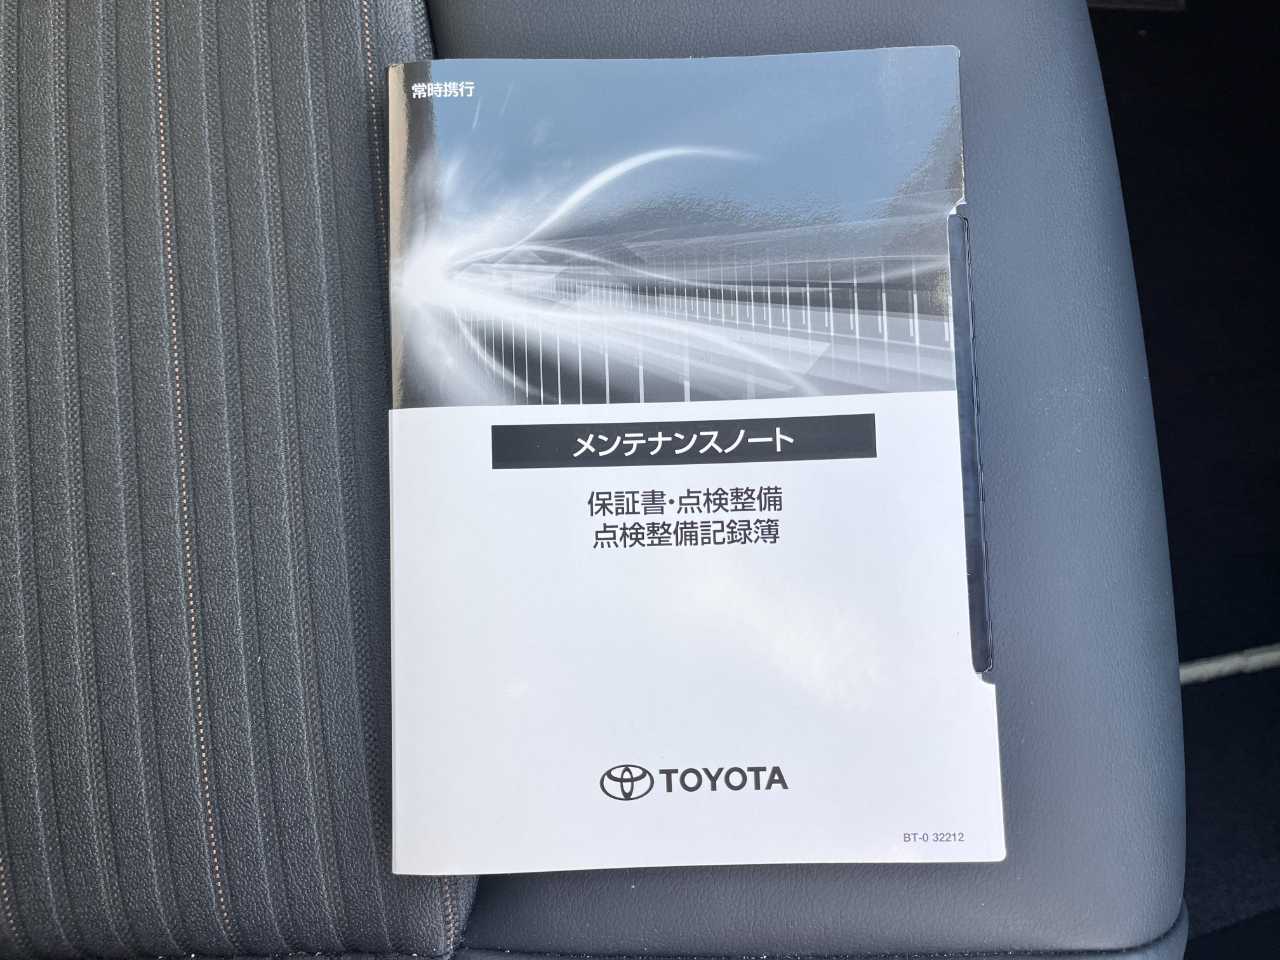 常時携行
メンテナンスノート
保証書・点検整備
点検整備記録簿
TOYOTA
BT-0 32212